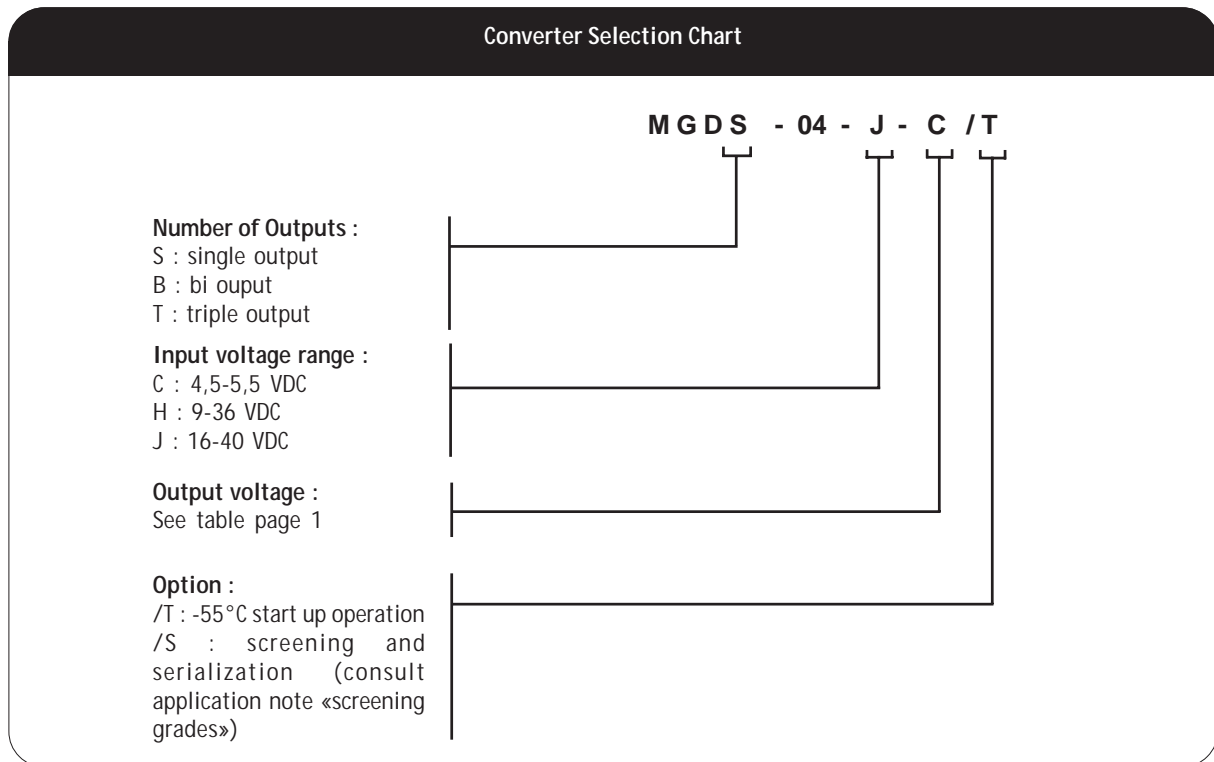 Converter Selection Chart
MGDS - 04 - J - C /T
Number of Outputs :
S : single output
B : bi ouput
T : triple output
Input voltage range :
C : 4,5-5,5 VDC
H : 9-36 VDC
J : 16-40 VDC
Output voltage :
See table page 1
Option :
/T : -55°C start up operation
/S : screening and
serialization (consult
application note «screening
grades»)